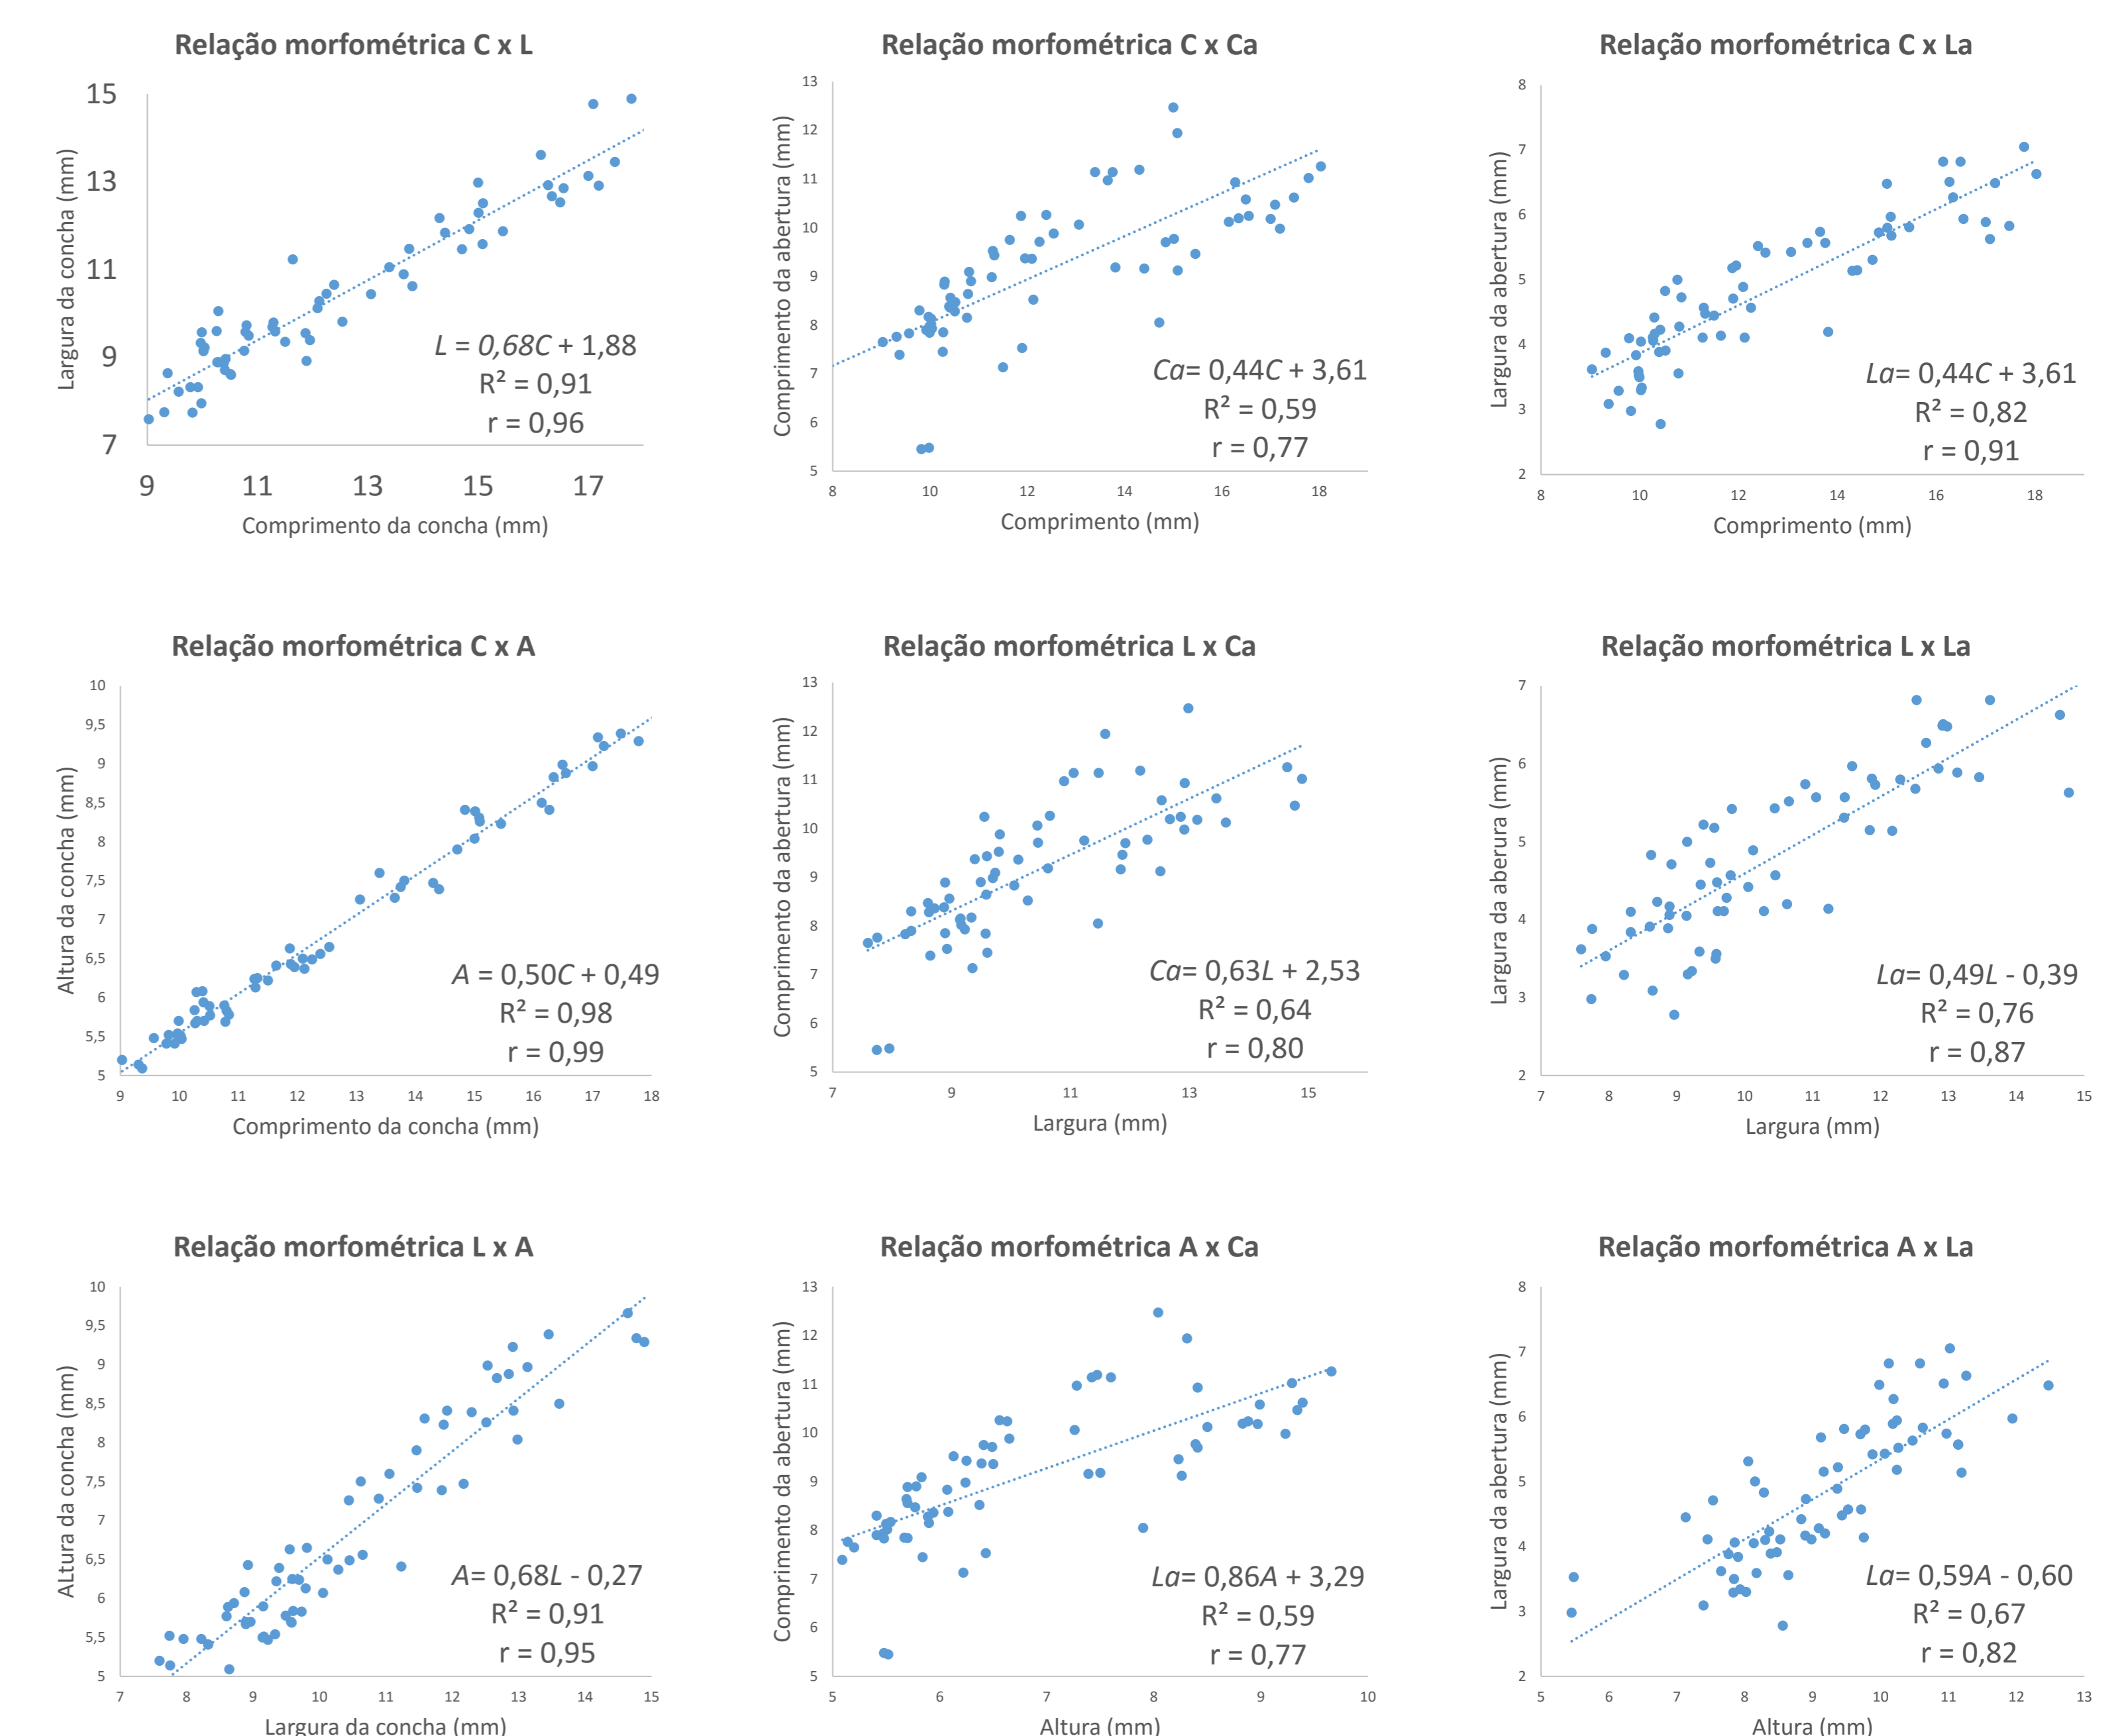 Relação morfométrica C x L
15
13
11
9
7
Largura da concha (mm)
L = 0,68C + 1,88
R² = 0,91
r = 0,96
9 11 13 15 17
Comprimento da concha (mm)
Relação morfométrica C x Ca
13
12
11
10
9
8
7
6
5
Comprimento da abertura (mm)
Ca= 0,44C + 3,61
R² = 0,59
r = 0,77
8 10 12 14 16 18
Comprimento (mm)
Relação morfométrica C x La
8
7
6
5
4
3
2
Largura da abertura (mm)
La= 0,44C + 3,61
R² = 0,82
r = 0,91
8 10 12 14 16 18
Comprimento (mm)
Relação morfométrica C x A
10
9,5
9
8,5
8
7,5
7
6,5
6
5,5
5
Altura da concha (mm)
A = 0,50C + 0,49
R² = 0,98
r = 0,99
9 10 11 12 13 14 15 16 17 18
Comprimento da concha (mm)
Relação morfométrica L x Ca
13
12
11
10
9
8
7
6
5
Comprimento da abertura (mm)
Ca= 0,63L + 2,53
R² = 0,64
r = 0,80
7 9 11 13 15
Largura (mm)
Relação morfométrica L x La
7
6
5
4
3
2
Largura da aberura (mm)
La= 0,49L - 0,39
R² = 0,76
r = 0,87
7 8 9 10 11 12 13 14 15
Largura (mm)
Relação morfométrica L x A
10
9,5
9
8,5
8
7,5
7
6,5
6
5,5
5
ALtura da concha (mm)
A= 0,68L - 0,27
R² = 0,91
r = 0,95
7 8 9 10 11 12 13 14 15
Largura da concha (mm)
Relação morfométrica A x Ca
13
12
11
10
9
8
7
6
5
Comprimento da abertura (mm)
La= 0,86A + 3,29
R² = 0,59
r = 0,77
5 6 7 8 9 10
Altura (mm)
Relação morfométrica A x La
8
7
6
5
4
3
2
Largura da abertura (mm)
La= 0,59A - 0,60
R² = 0,67
r = 0,82
5 6 7 8 9 10 11 12 13
Altura (mm)